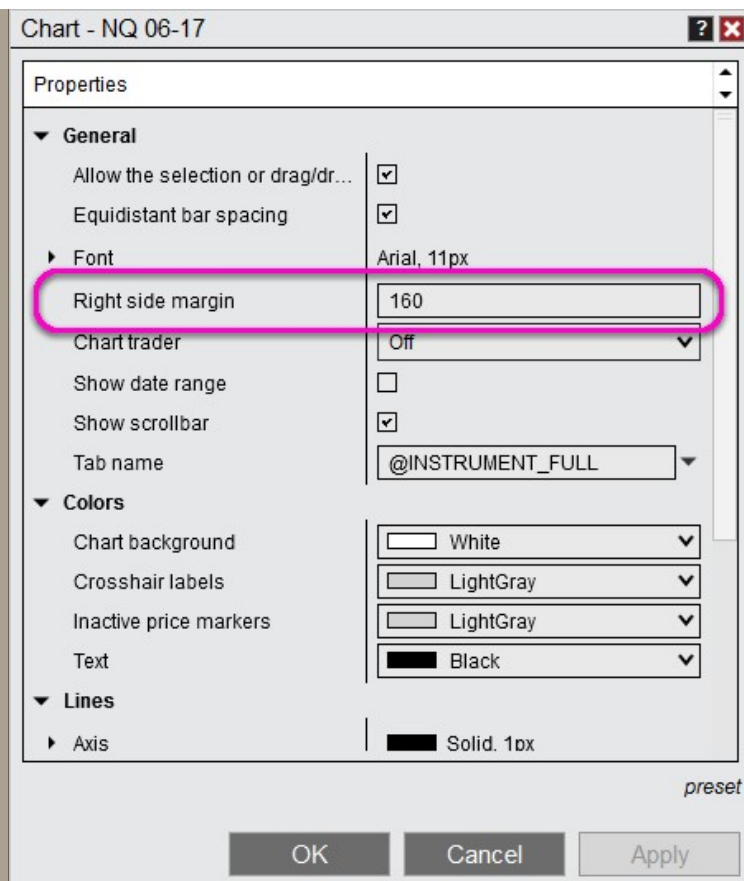 Chart - NQ 06-17 ?
Properties
General
Allow the selection or drag/dr...
Equidistant bar spacing
Font Arial, 11px
Right side margin 160
Chart trader Off
Show date range
Show scrollbar
Tab name @INSTRUMENT_FULL
Colors
Chart background White
Crosshair labels LightGray
Inactive price markers LightGray
Text Black
Lines
Axis Solid, 1px
preset
OK Cancel Apply